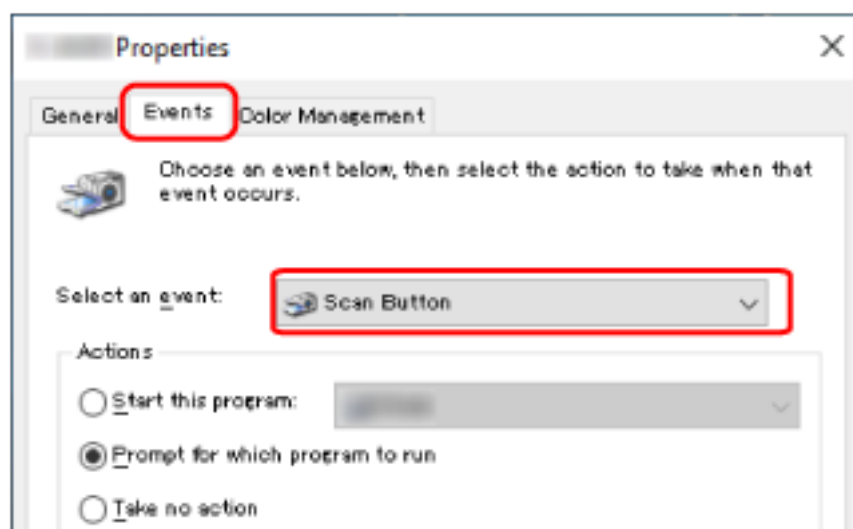 Properties
General Events Color Management
Choose an event below, then select the action to take when that
event occurs.
Select an event: Scan Button
Actions
Start this program:
Prompt for which program to run
Take no action